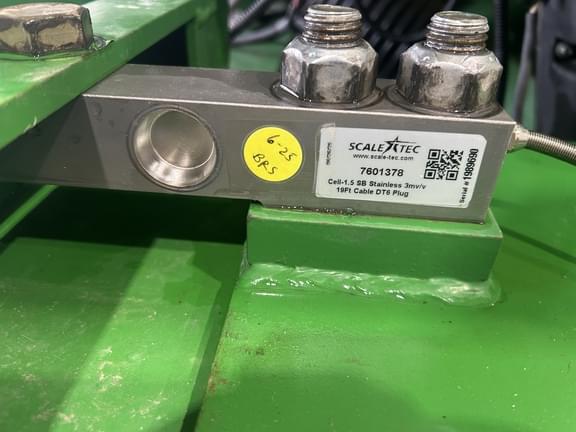 6-25
BRS
SCALE TEC
www.scale-tec.com
7601378
Cell-1.5 SB Stainless 3mv/v
19Ft Cable DT6 Plug
Serial # 1989690